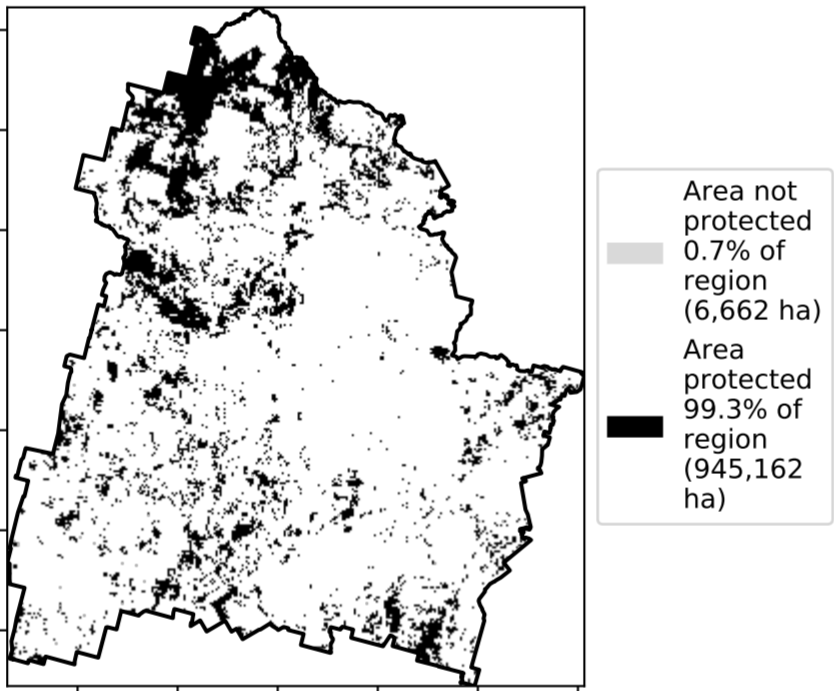 Area not
protected
0.7% of
region
(6,662 ha)
Area
protected
99.3% of
region
(945,162
ha)